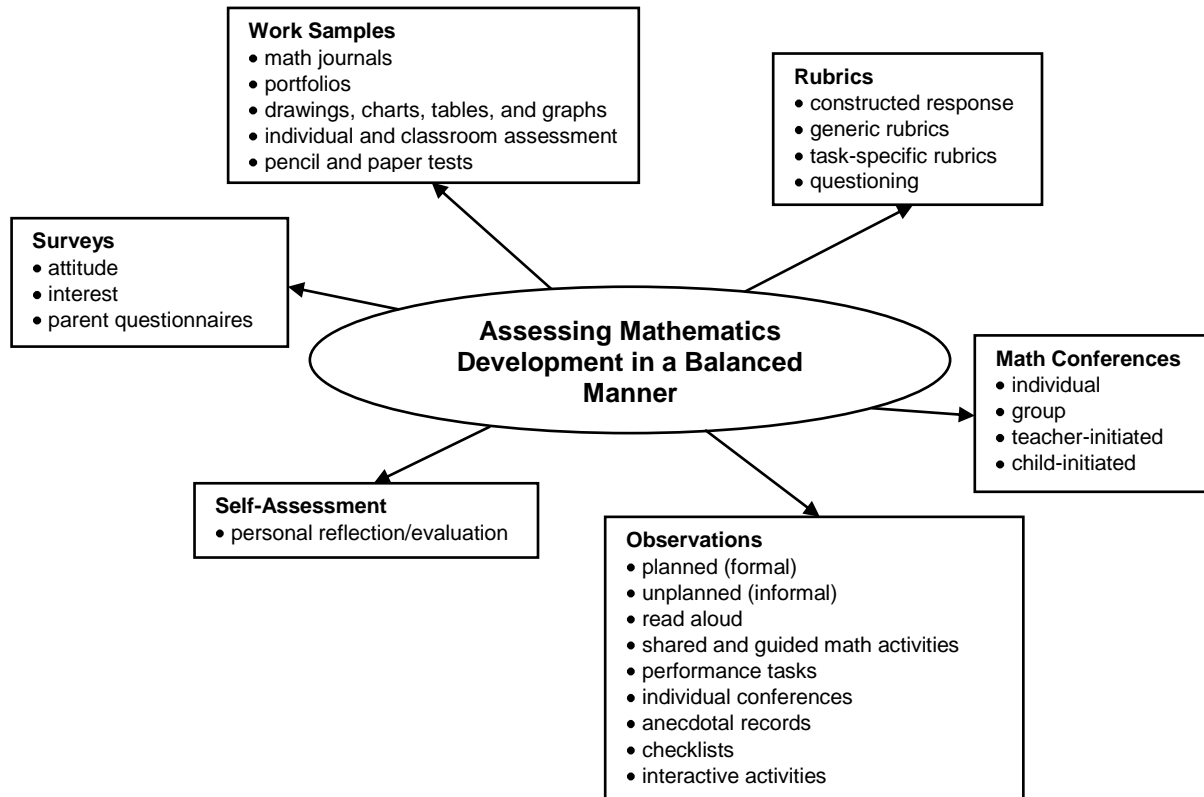 Work Samples
• math journals
• portfolios
• drawings, charts, tables, and graphs
• individual and classroom assessment
• pencil and paper tests
Rubrics
• constructed response
• generic rubrics
• task-specific rubrics
• questioning
Surveys
• attitude
• interest
• parent questionnaires
Assessing Mathematics
Development in a Balanced
Manner
Math Conferences
• individual
• group
• teacher-initiated
• child-initiated
Self-Assessment
• personal reflection/evaluation
Observations
• planned (formal)
• unplanned (informal)
• read aloud
• shared and guided math activities
• performance tasks
• individual conferences
• anecdotal records
• checklists
• interactive activities